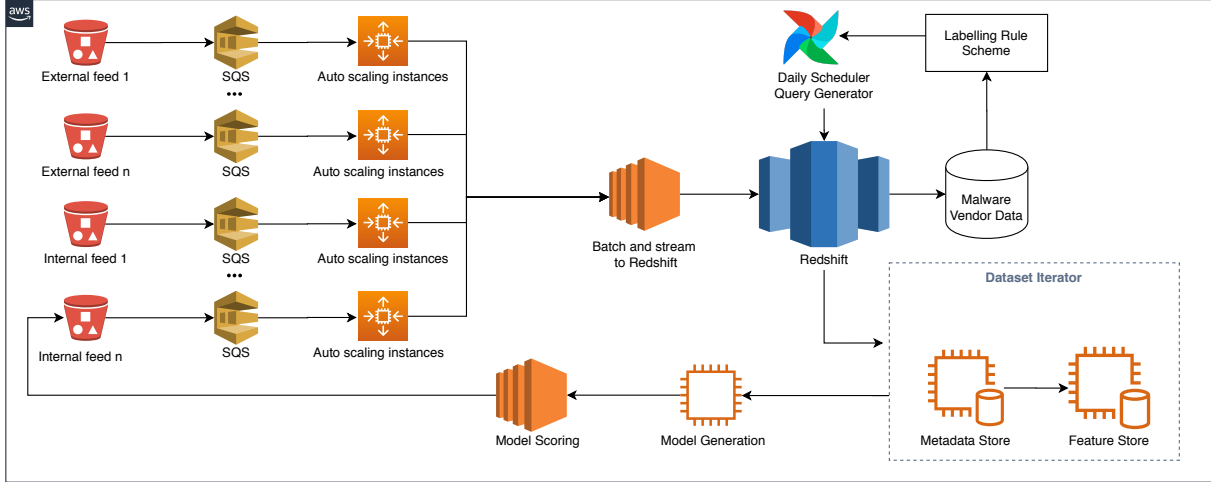 aws
External feed 1
SQS
...
Auto scaling instances
External feed n
SQS
Auto scaling instances
Internal feed 1
SQS
...
Auto scaling instances
Internal feed n
SQS
Auto scaling instances
Batch and stream
to Redshift
Daily Scheduler
Query Generator
Labelling Rule
Scheme
Redshift
Malware
Vendor Data
Dataset Iterator
Metadata Store
Feature Store
Model Generation
Model Scoring